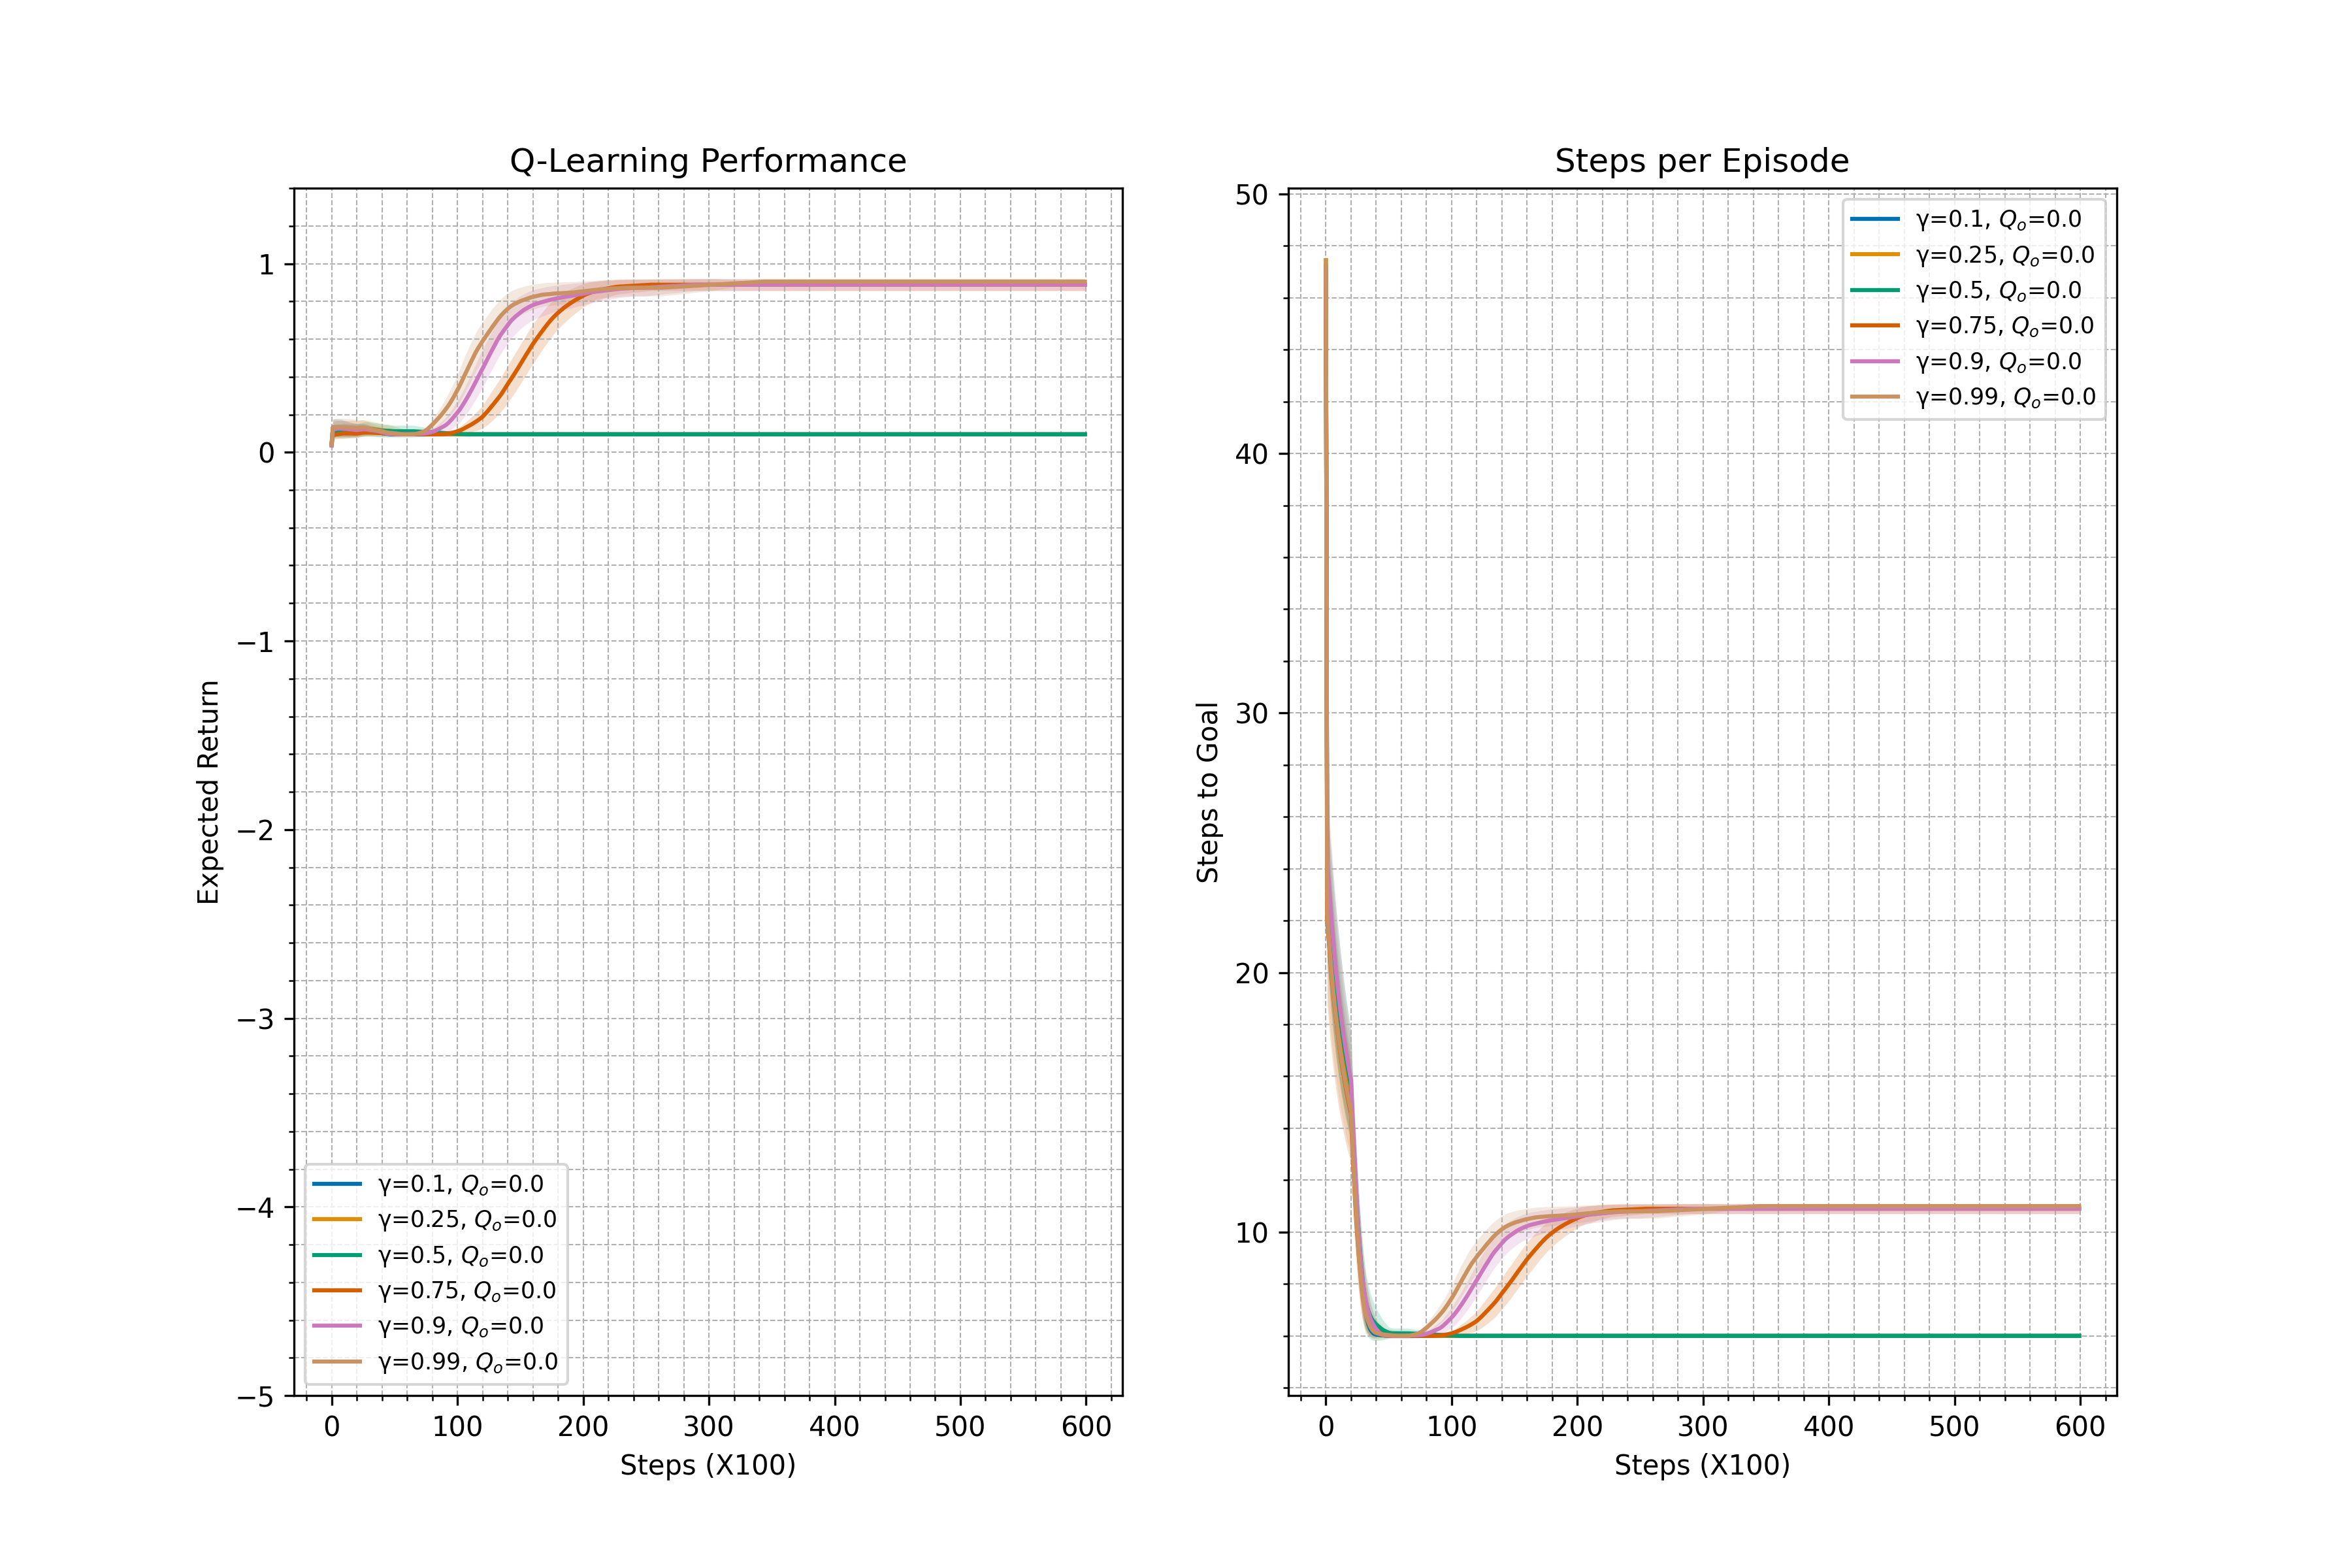 Q-Learning Performance
Expected Return
1
0
−1
−2
−3
−4
−5
γ=0.1, Qₒ=0.0
γ=0.25, Qₒ=0.0
γ=0.5, Qₒ=0.0
γ=0.75, Qₒ=0.0
γ=0.9, Qₒ=0.0
γ=0.99, Qₒ=0.0
0 100 200 300 400 500 600
Steps (X100)
Steps per Episode
Steps to Goal
50
40
30
20
10
γ=0.1, Qₒ=0.0
γ=0.25, Qₒ=0.0
γ=0.5, Qₒ=0.0
γ=0.75, Qₒ=0.0
γ=0.9, Qₒ=0.0
γ=0.99, Qₒ=0.0
0 100 200 300 400 500 600
Steps (X100)